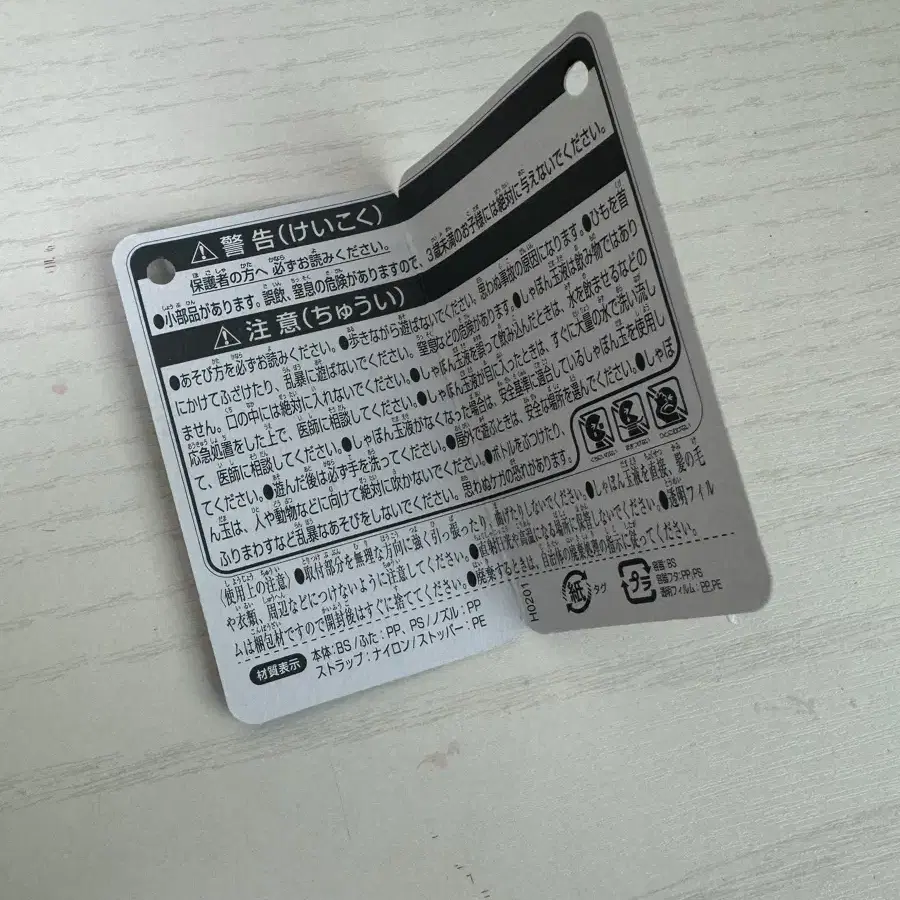 警告(けいこく)
保護者の方へ 必ずお読みください。
●小部品があります。誤飲、窒息の危険がありますので、3歳未満のお子様には絶対に与えないでください。
注意(ちゅうい)
●あそび方を必ずお読みください。●歩きながら遊ばないでください。思わぬ事故の原因になります。●ひもを首
にかけてふざけたり、乱暴に遊ばないでください。窒息などの危険があります。●しゃぼん玉液は飲み物ではあり
ません。口の中には絶対に入れないでください。●しゃぼん玉液を誤って飲み込んだときは、水を飲ませるなどの
応急処置をした上で、医師に相談してください。●しゃぼん玉液が目に入ったときは、すぐに大量の水で洗い流し
て、医師に相談してください。●しゃぼん玉液がなくなった場合は、安全基準に適合しているしゃぼん玉を使用し
てください。●遊んだ後は必ず手を洗ってください。●屋外で遊ぶときは、安全な場所を選んでください。●しゃぼ
ん玉は、人や動物などに向けて絶対に吹かないでください。●ボトルをぶつけたり、
ふりまわすなど乱暴なあそびをしないでください。思わぬケガの恐れがあります。
(使用上の注意)●取付部分を無理な方向に強く引っ張ったり、曲げたりしないでください。●しゃぼん玉液を直接、髪の毛
や衣類、周辺などにつけないように注意してください。●直射日光や高温になる場所に保管しないでください。●透明フィル
ムは梱包材ですので開封後はすぐに捨ててください。●廃棄するときは、自治体の廃棄処理の指示に従ってください。
材質表示
本体:BS/ふた:PP、PS/ノズル:PP
ストラップ:ナイロン/ストッパー:PE
紙 タグ
プラ
容器:BS
容器フタ:PP,PS
透明フィルム:PP,PE